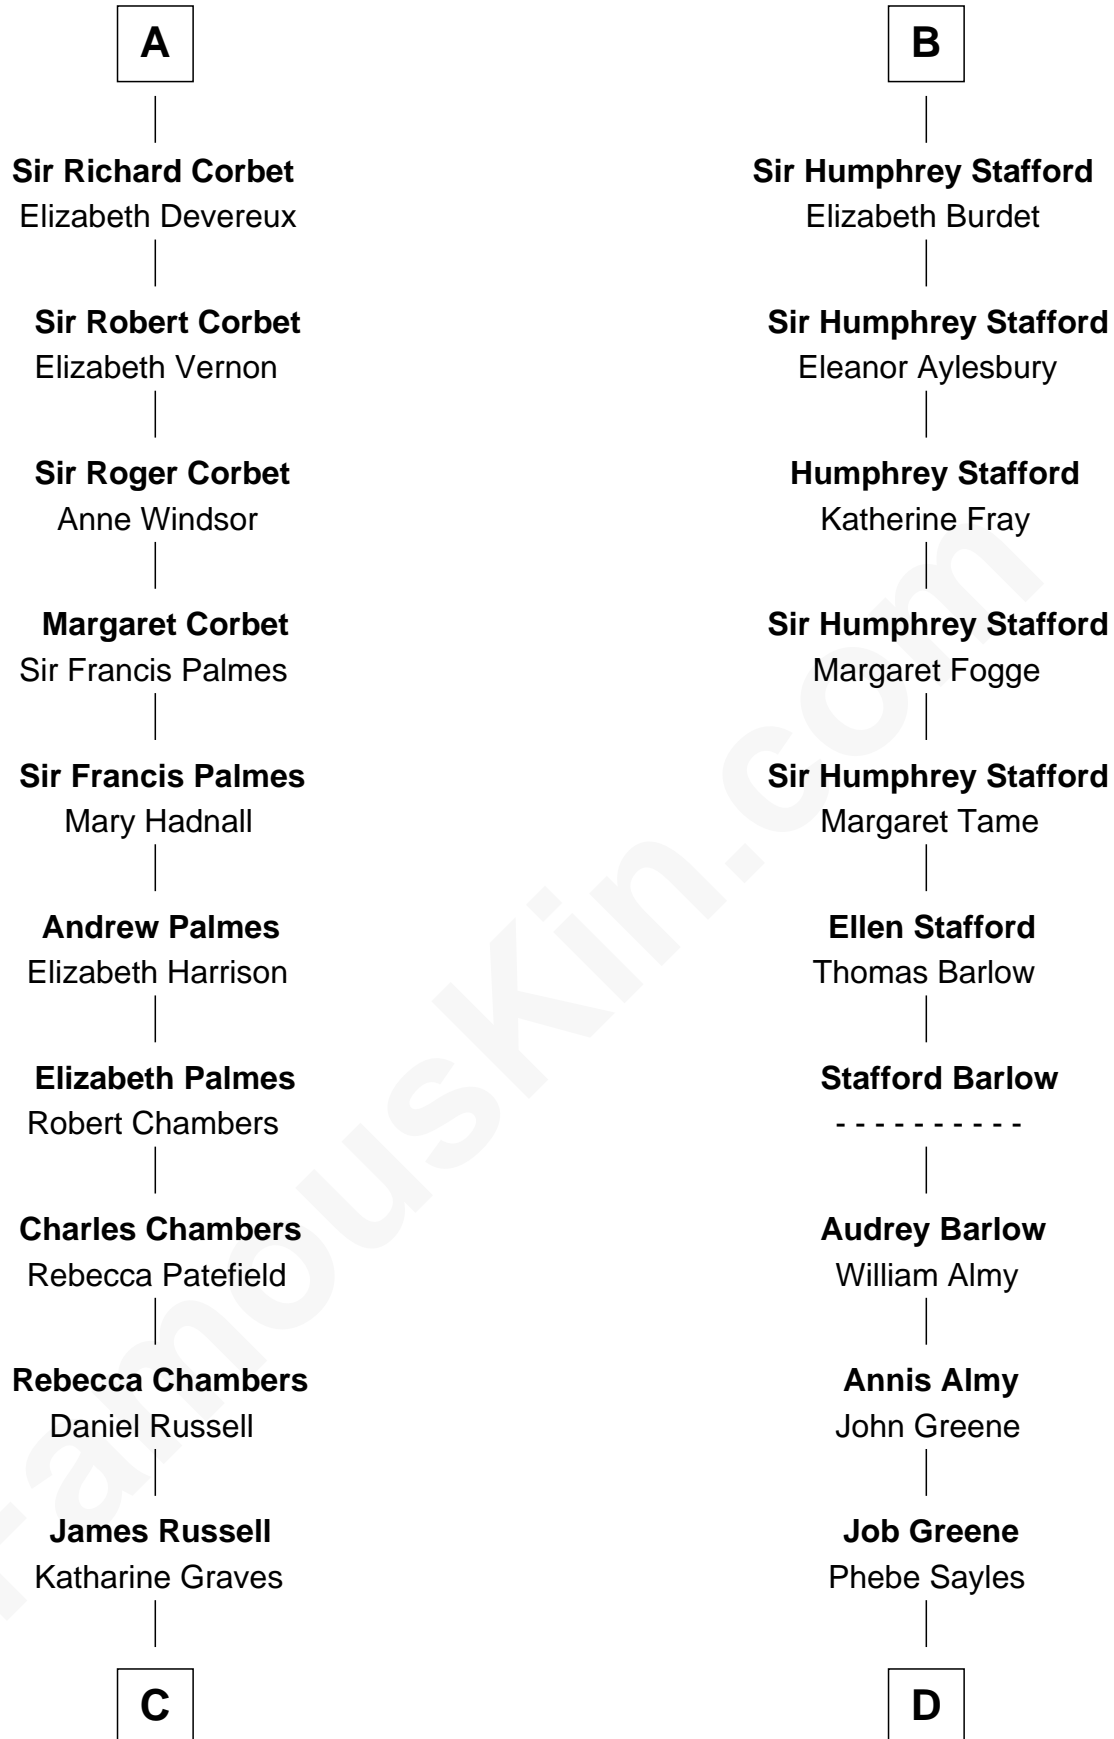 A
Sir Richard Corbet
Elizabeth Devereux
Sir Robert Corbet
Elizabeth Vernon
Sir Roger Corbet
Anne Windsor
Margaret Corbet
Sir Francis Palmes
Sir Francis Palmes
Mary Hadnall
Andrew Palmes
Elizabeth Harrison
Elizabeth Palmes
Robert Chambers
Charles Chambers
Rebecca Patefield
Rebecca Chambers
Daniel Russell
James Russell
Katharine Graves
C
B
Sir Humphrey Stafford
Elizabeth Burdet
Sir Humphrey Stafford
Eleanor Aylesbury
Humphrey Stafford
Katherine Fray
Sir Humphrey Stafford
Margaret Fogge
Sir Humphrey Stafford
Margaret Tame
Ellen Stafford
Thomas Barlow
Stafford Barlow
- - - - - - - - - -
Audrey Barlow
William Almy
Annis Almy
John Greene
Job Greene
Phebe Sayles
D
FamousKin.com